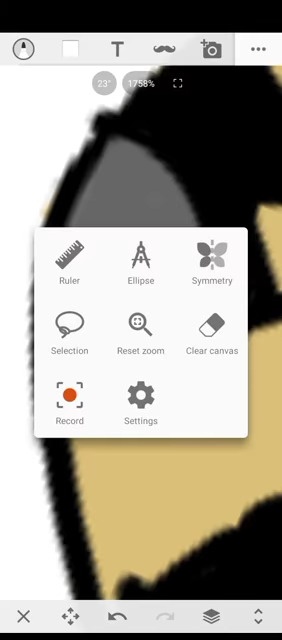 T
23° 1758%
Ruler Ellipse Symmetry
Selection Reset zoom Clear canvas
Record Settings